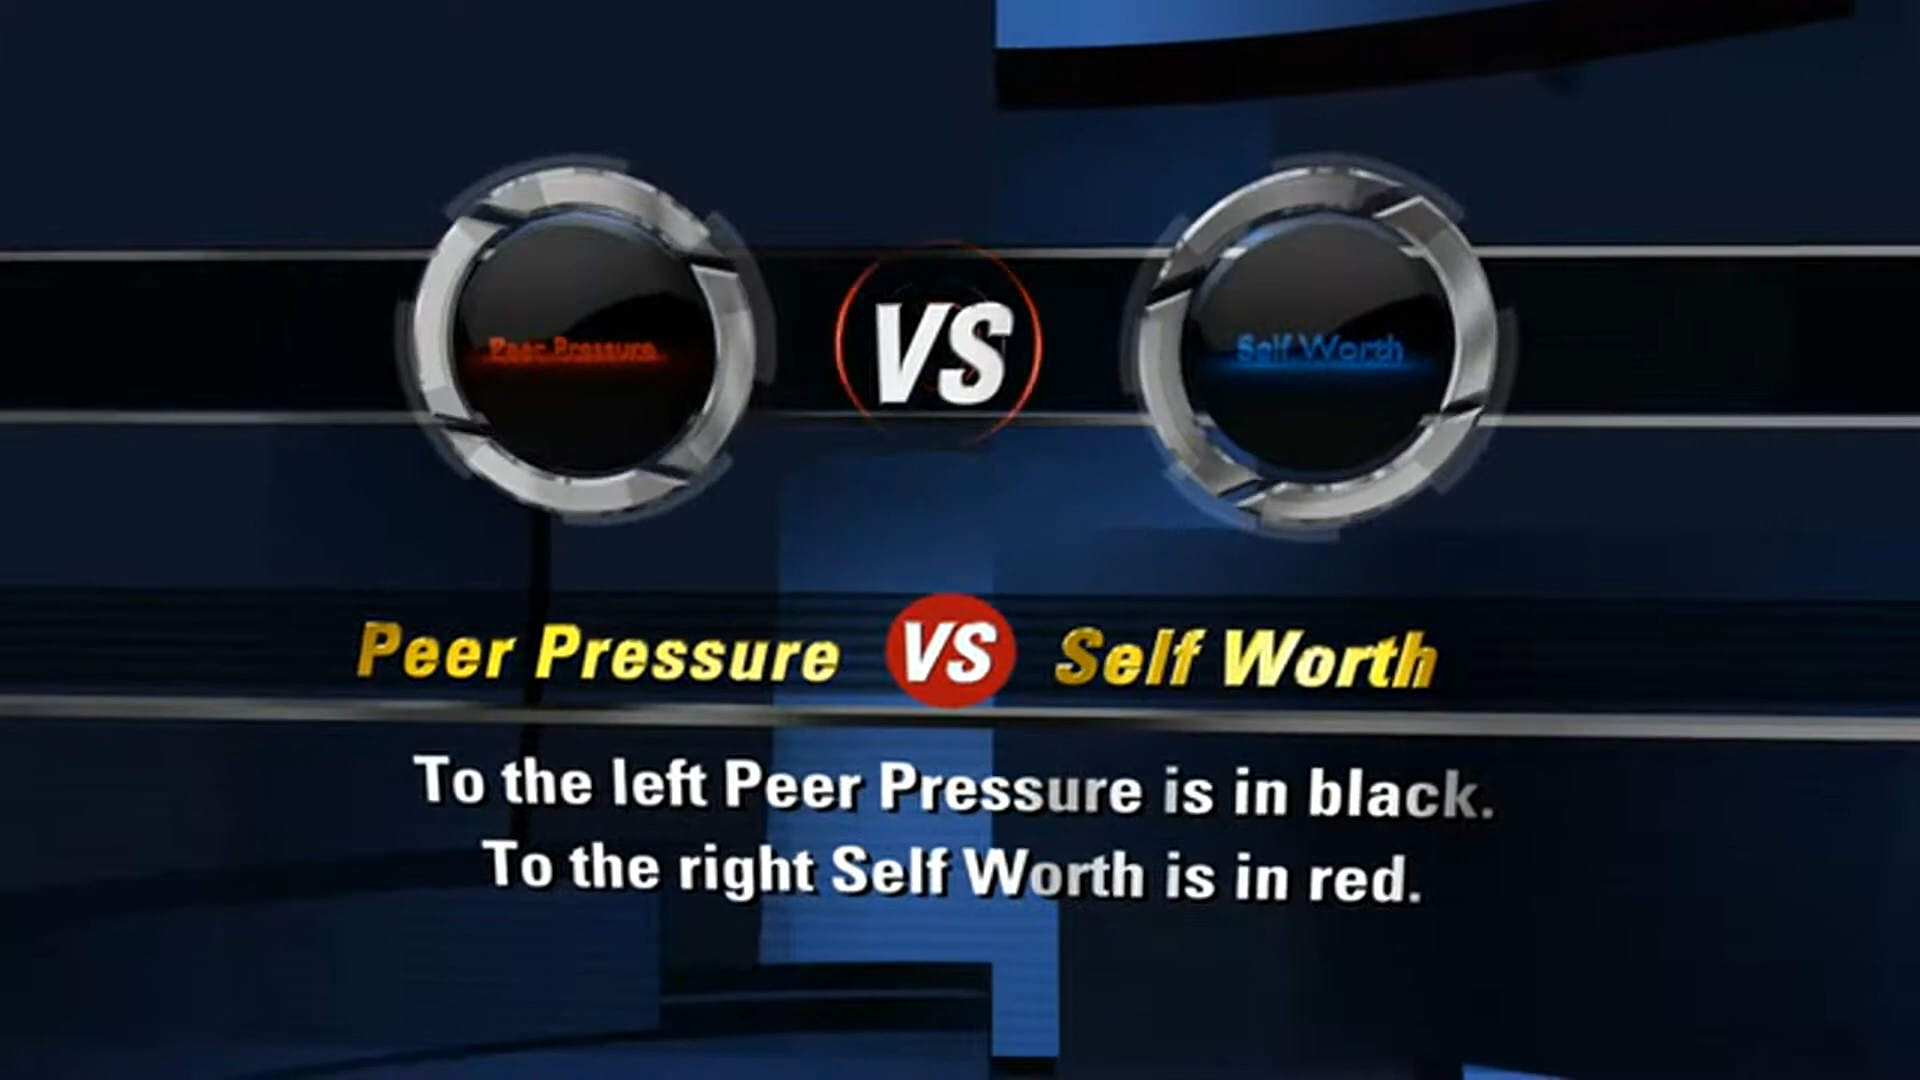 Peer Pressure VS Self Worth
Peer Pressure VS Self Worth
To the left Peer Pressure is in black.
To the right Self Worth is in red.